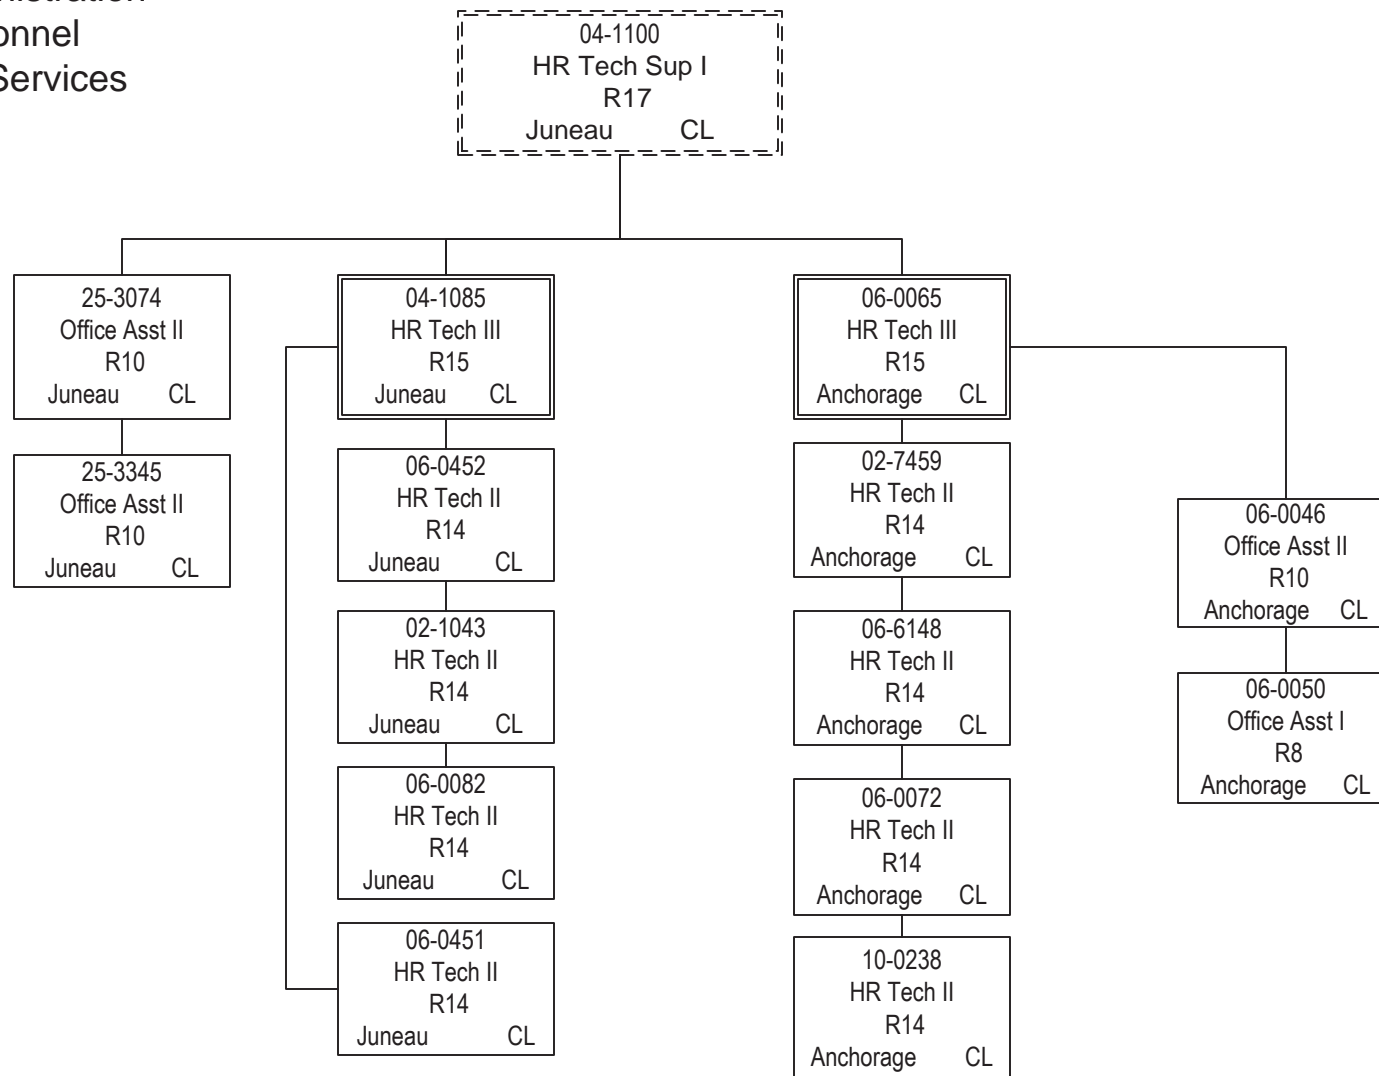 onnel
Services
04-1100
HR Tech Sup I
R17
Juneau CL
25-3074
Office Asst II
R10
Juneau CL
25-3345
Office Asst II
R10
Juneau CL
04-1085
HR Tech III
R15
Juneau CL
06-0452
HR Tech II
R14
Juneau CL
02-1043
HR Tech II
R14
Juneau CL
06-0082
HR Tech II
R14
Juneau CL
06-0451
HR Tech II
R14
Juneau CL
06-0065
HR Tech III
R15
Anchorage CL
02-7459
HR Tech II
R14
Anchorage CL
06-6148
HR Tech II
R14
Anchorage CL
06-0072
HR Tech II
R14
Anchorage CL
10-0238
HR Tech II
R14
Anchorage CL
06-0046
Office Asst II
R10
Anchorage CL
06-0050
Office Asst I
R8
Anchorage CL